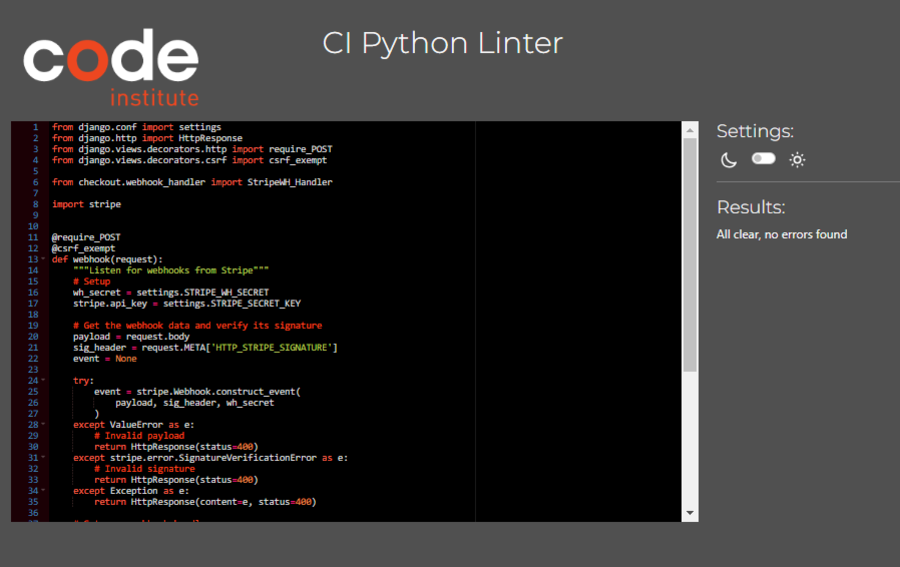 code
institute
CI Python Linter
1 from django.conf import settings
2 from django.http import HttpResponse
3 from django.views.decorators.http import require_POST
4 from django.views.decorators.csrf import csrf_exempt
5
6 from checkout.webhook_handler import StripeWH_Handler
7
8 import stripe
9
10
11 @require_POST
12 @csrf_exempt
13 def webhook(request):
14     """Listen for webhooks from Stripe"""
15     # Setup
16     wh_secret = settings.STRIPE_WH_SECRET
17     stripe.api_key = settings.STRIPE_SECRET_KEY
18
19     # Get the webhook data and verify its signature
20     payload = request.body
21     sig_header = request.META['HTTP_STRIPE_SIGNATURE']
22     event = None
23
24     try:
25         event = stripe.Webhook.construct_event(
26             payload, sig_header, wh_secret
27         )
28     except ValueError as e:
29         # Invalid payload
30         return HttpResponse(status=400)
31     except stripe.error.SignatureVerificationError as e:
32         # Invalid signature
33         return HttpResponse(status=400)
34     except Exception as e:
35         return HttpResponse(content=e, status=400)
36
Settings:
Results:
All clear, no errors found